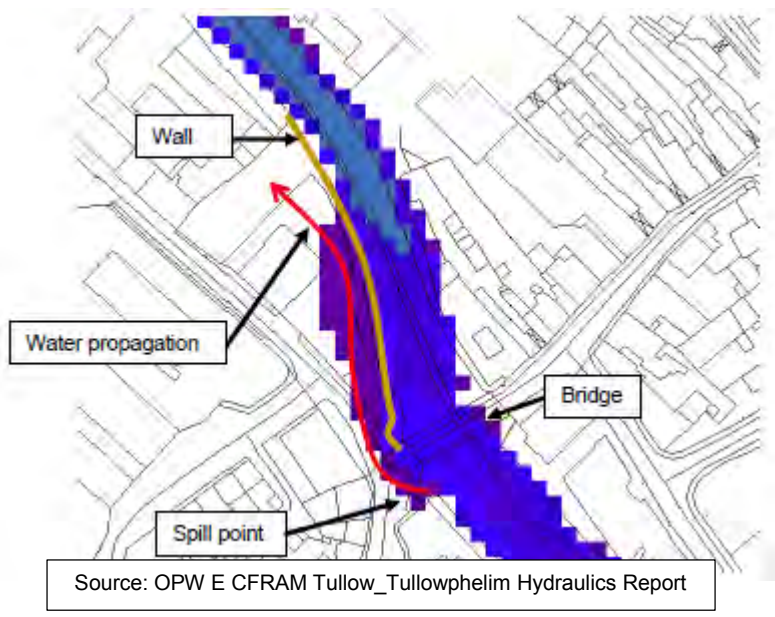 Wall
Water propagation
Bridge
Spill point
Source: OPW E CFRAM Tullow_Tullowphelim Hydraulics Report